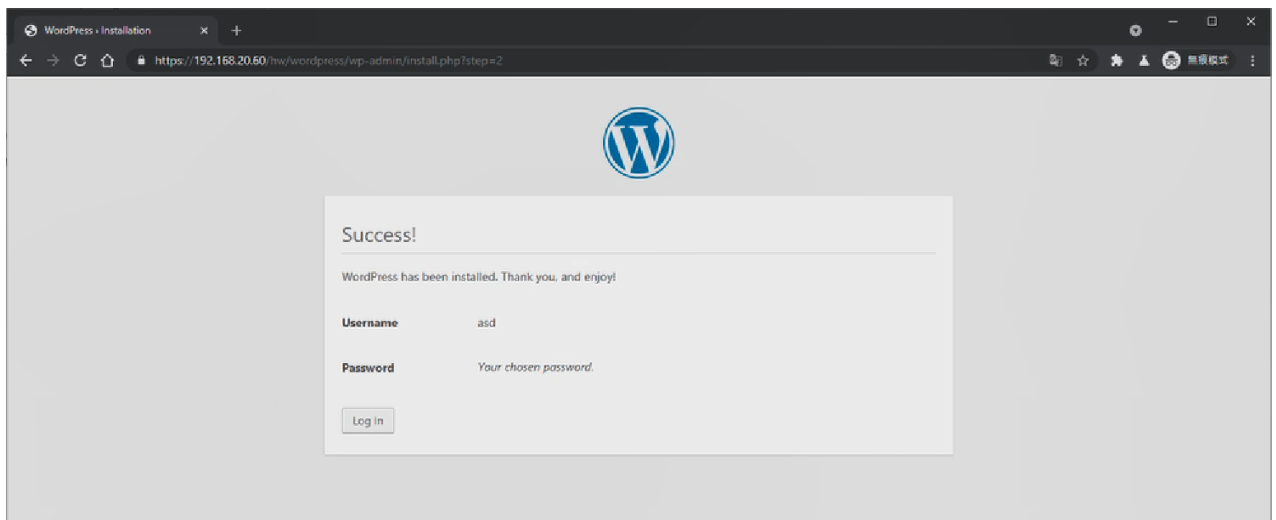 WordPress › Installation
https://192.168.20.60/hw/wordpress/wp-admin/install.php?step=2
無痕模式
Success!
WordPress has been installed. Thank you, and enjoy!
Username asd
Password Your chosen password.
Log In